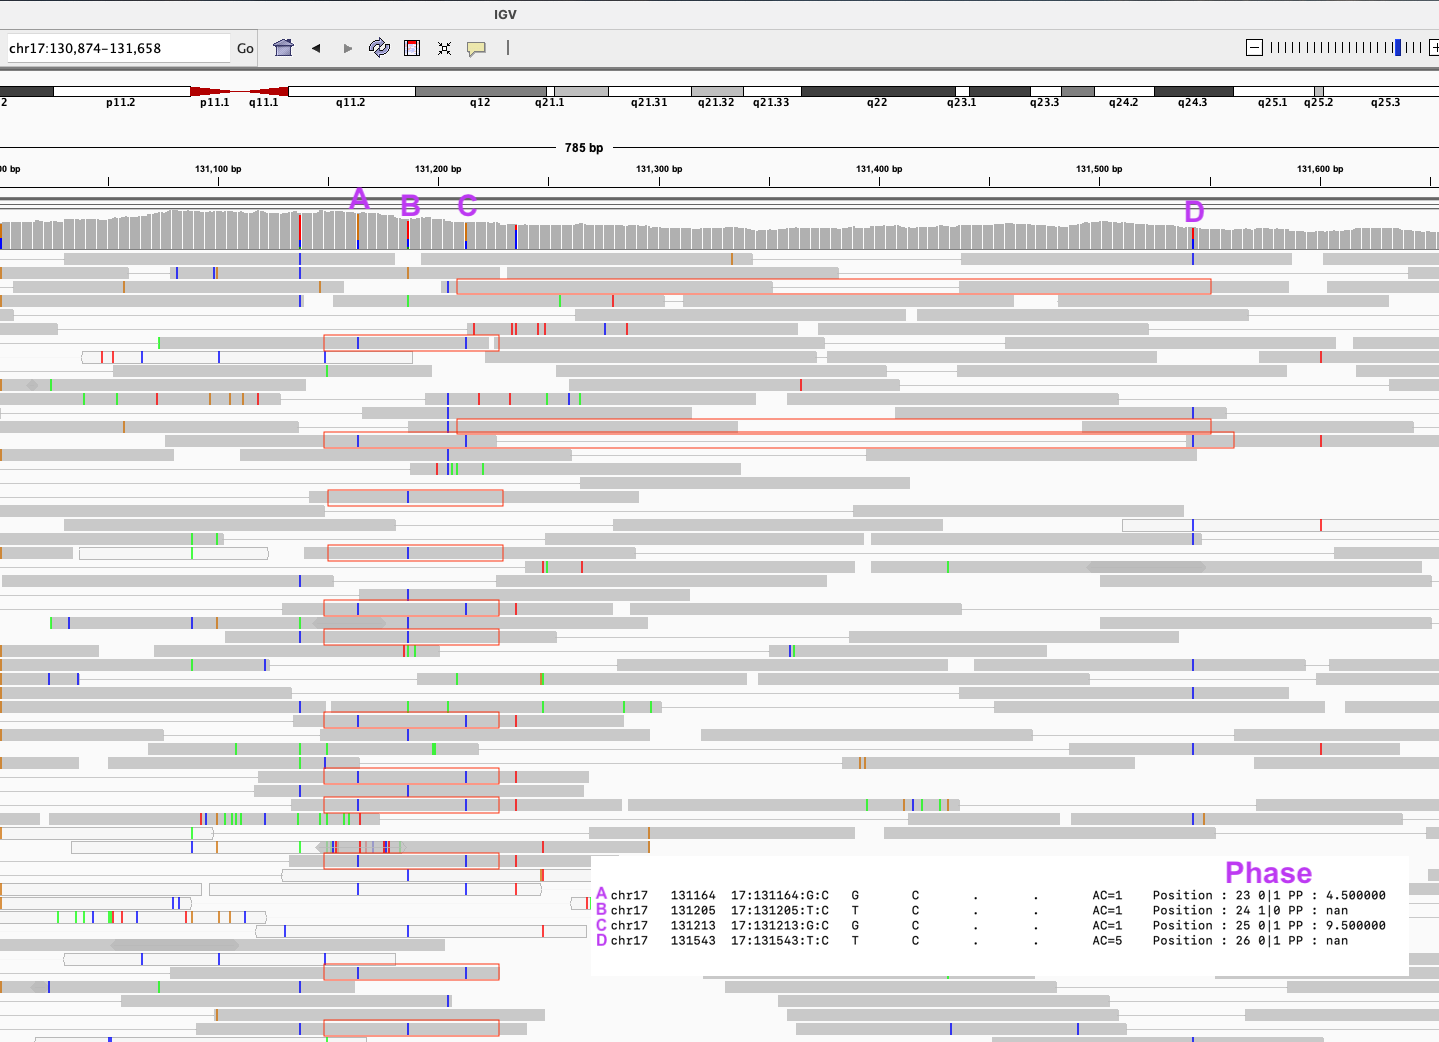 IGV
chr17:130,874-131,658 Go
2 p11.2 p11.1 q11.1 q11.2 q12 q21.1 q21.31 q21.32 q21.33 q22 q23.1 q23.3 q24.2 q24.3 q25.1 q25.2 q25.3
785 bp
00 bp 131,100 bp 131,200 bp 131,300 bp 131,400 bp 131,500 bp 131,600 bp
A B C D
Phase
A chr17 131164 17:131164:G:C G C . . AC=1 Position : 23 0|1 PP : 4.500000
B chr17 131205 17:131205:T:C T C . . AC=1 Position : 24 1|0 PP : nan
C chr17 131213 17:131213:G:C G C . . AC=1 Position : 25 0|1 PP : 9.500000
D chr17 131543 17:131543:T:C T C . . AC=5 Position : 26 0|1 PP : nan